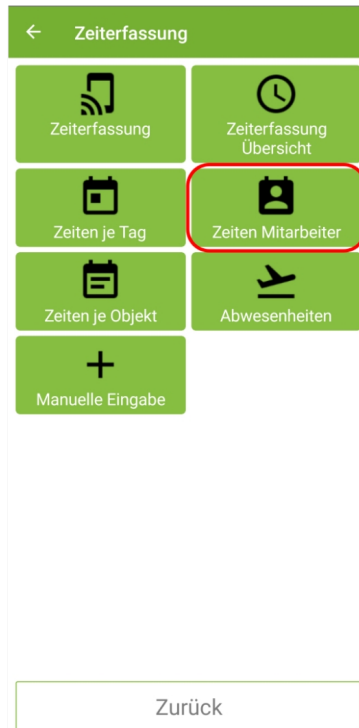 Zeiterfassung
Zeiterfassung
Zeiterfassung
Übersicht
Zeiten je Tag
Zeiten Mitarbeiter
Zeiten je Objekt
Abwesenheiten
Manuelle Eingabe
Zurück